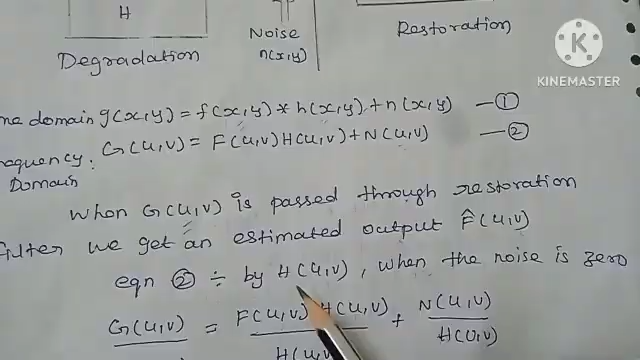 H
Noise
n(x,y)
Degradation
Restoration
K
KINEMASTER
me domain g(x,y) = f(x,y) * h(x,y) + n(x,y) — ①
requency: G(u,v) = F(u,v)H(u,v) + N(u,v) — ②
Domain
When G(u,v) is passed through restoration
filter we get an estimated output F̂(u,v)
eqn ② ÷ by H(u,v), when the noise is zero
G(u,v) = F(u,v) H(u,v) + N(u,v)
H(u,v) H(u,v)